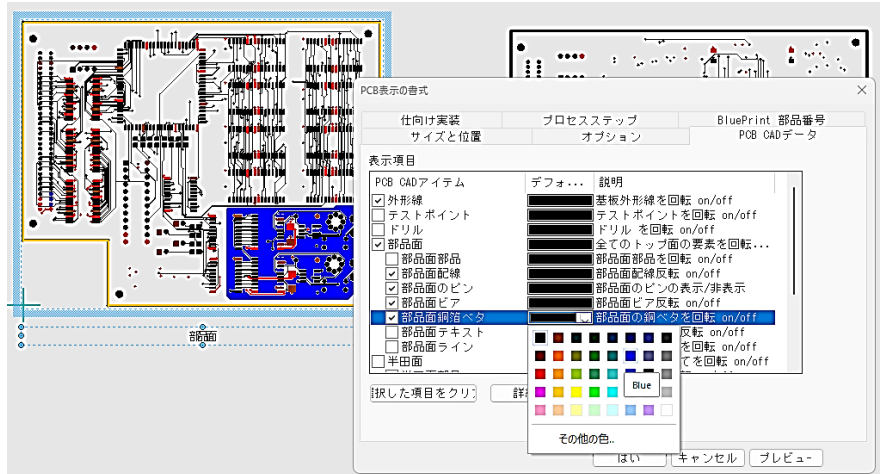 PCB表示の書式
仕向け実装 プロセスステップ BluePrint 部品番号
サイズと位置 オプション PCB CADデータ
表示項目
PCB CADアイテム デフォ... 説明
外形線 基板外形線を回転 on/off
テストポイント テストポイントを回転 on/off
ドリル ドリル を回転 on/off
部品面 全てのトップ面の要素を回転...
部品面部品 部品面部品を回転 on/off
部品面配線 部品面配線反転 on/off
部品面のピン 部品面のピンの表示/非表示
部品面ビア 部品面ビア反転 on/off
部品面銅箔ベタ 部品面の銅ベタを回転 on/off
部品面テキスト 反転 on/off
部品面ライン を回転 on/off
半田面 てを回転 on/off
Blue
択した項目をクリ
その他の色..
はい キャンセル プレビュー
部面